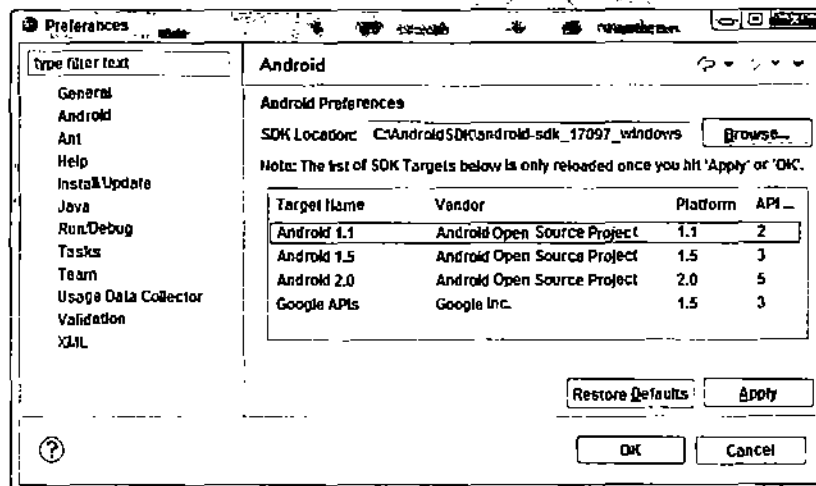 Preferences
type filter text
General
Android
Ant
Help
Install/Update
Java
Run/Debug
Tasks
Team
Usage Data Collector
Validation
XML
Android
Android Preferences
SDK Location: C:\AndroidSDK\android-sdk_17097_windows Browse...
Note: The list of SDK Targets below is only reloaded once you hit 'Apply' or 'OK'.
Target Name Vendor Platform API ...
Android 1.1 Android Open Source Project 1.1 2
Android 1.5 Android Open Source Project 1.5 3
Android 2.0 Android Open Source Project 2.0 5
Google APIs Google Inc. 1.5 3
Restore Defaults Apply
? OK Cancel